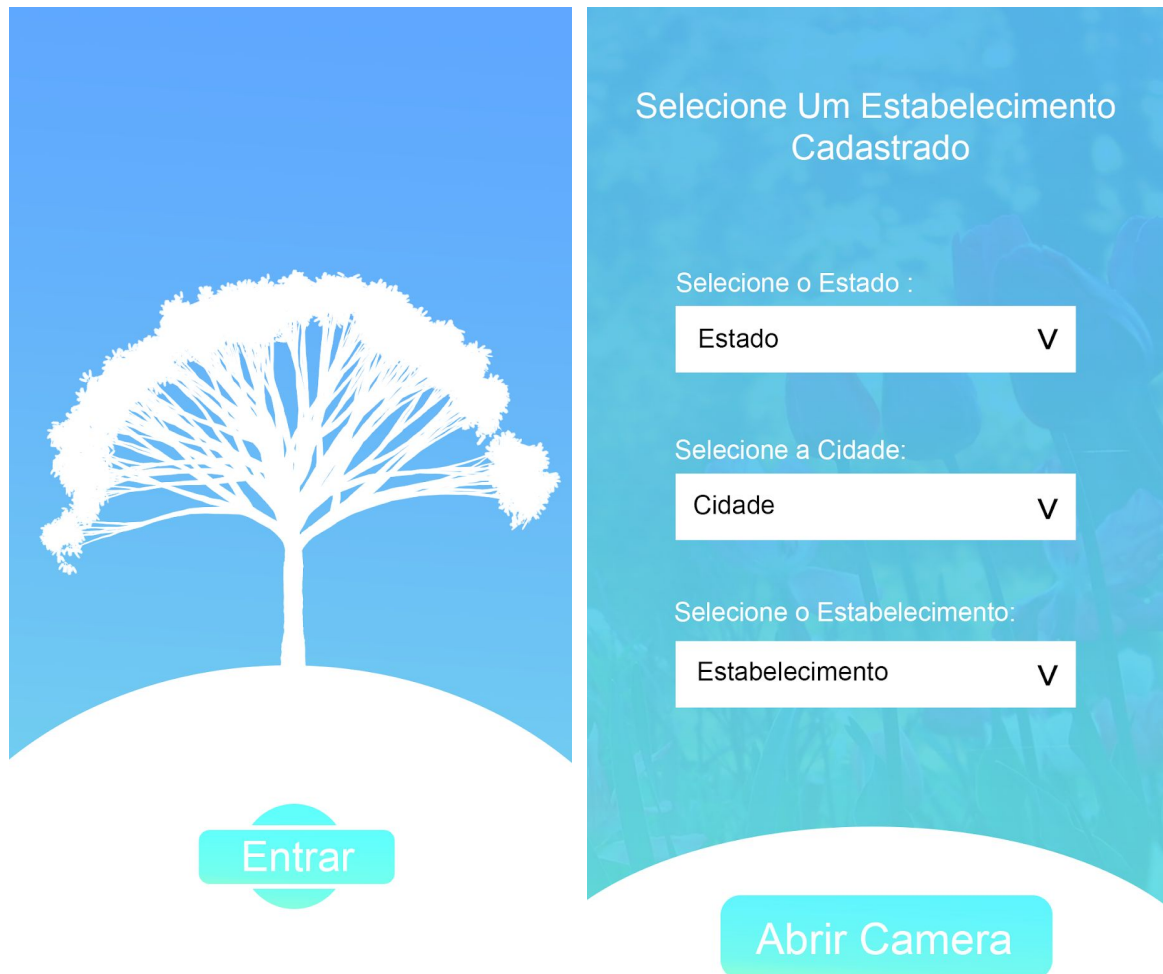 Entrar
Selecione Um Estabelecimento
Cadastrado
Selecione o Estado :
Estado V
Selecione a Cidade:
Cidade V
Selecione o Estabelecimento:
Estabelecimento V
Abrir Camera